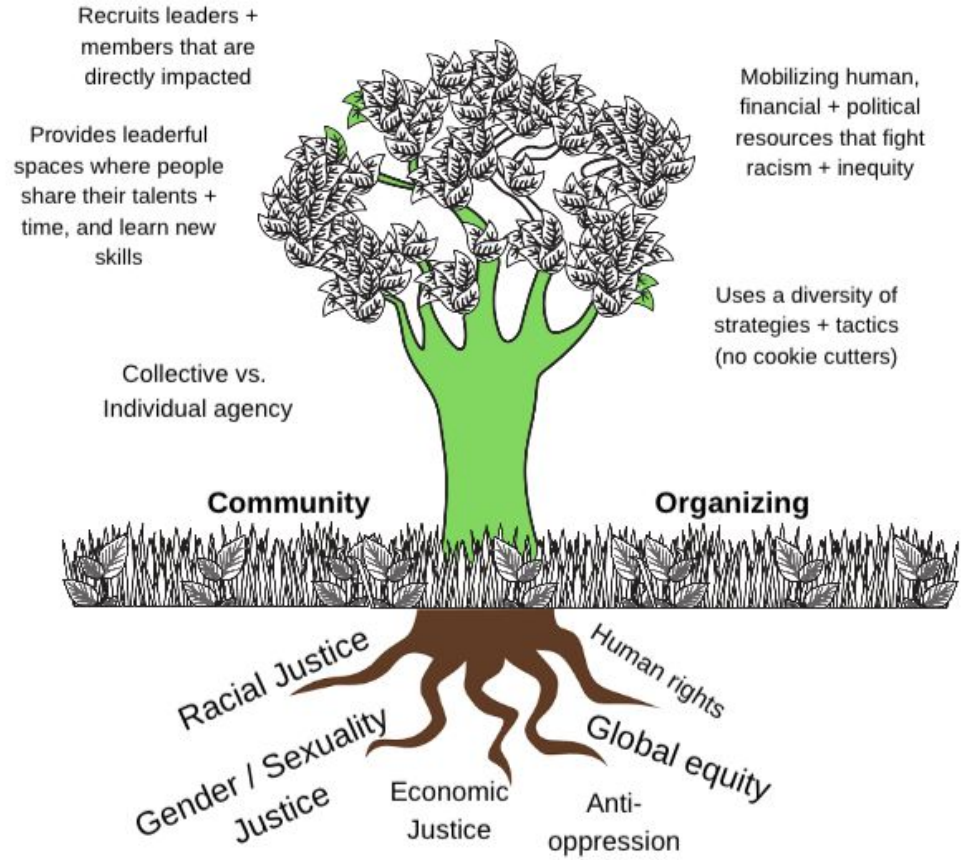 Recruits leaders +
members that are
directly impacted
Provides leaderful
spaces where people
share their talents +
time, and learn new
skills
Collective vs.
Individual agency
Mobilizing human,
financial + political
resources that fight
racism + inequity
Uses a diversity of
strategies + tactics
(no cookie cutters)
Community
Organizing
Racial Justice
Gender / Sexuality
Justice
Economic
Justice
Anti-
oppression
Global equity
Human rights